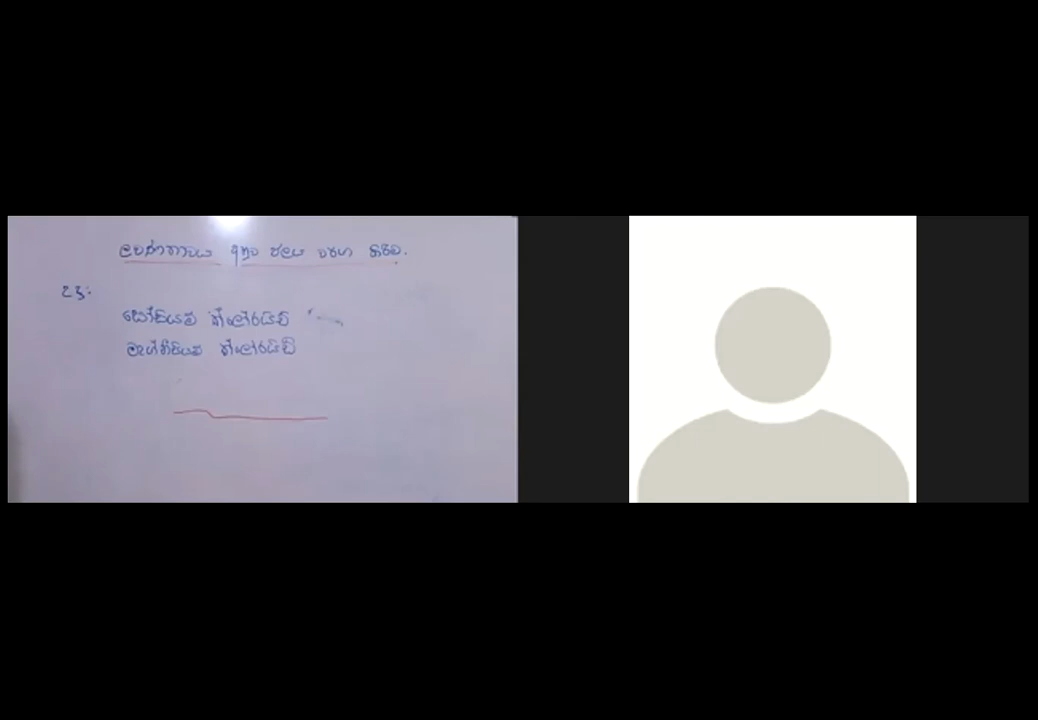 ලවණතාවය අනුව ජලය වර්ග කිරීම.
උදා:
සෝඩියම් ක්ලෝරයිඩ්
මැග්නීසියම් ක්ලෝරයිඩ්